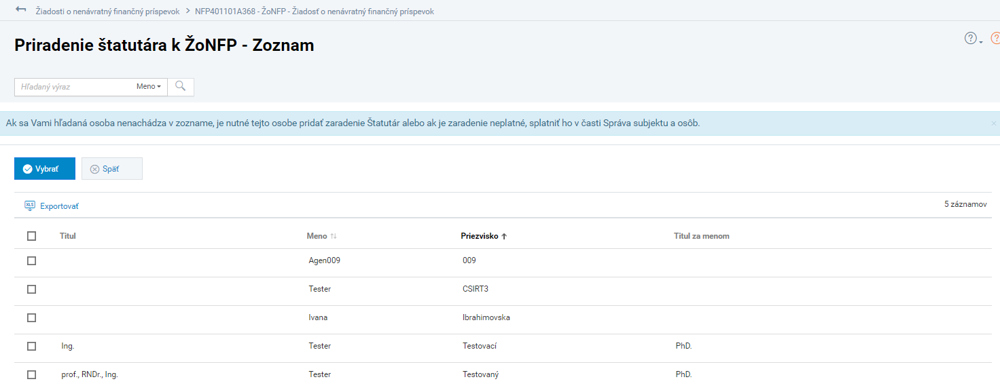 Žiadosti o nenávratný finančný príspevok > NFP401101A368 - ŽoNFP - Žiadosť o nenávratný finančný príspevok
Priradenie štatutára k ŽoNFP - Zoznam
?
?
Hľadaný výraz Meno
Ak sa Vami hľadaná osoba nenachádza v zozname, je nutné tejto osobe pridať zaradenie Štatutár alebo ak je zaradenie neplatné, splatniť ho v časti Správa subjektu a osôb.
Vybrať Späť
XLS Exportovať 5 záznamov
Titul Meno Priezvisko Titul za menom
Agen009 009
Tester CSIRT3
Ivana Ibrahimovska
Ing. Tester Testovací PhD.
prof., RNDr., Ing. Tester Testovaný PhD.